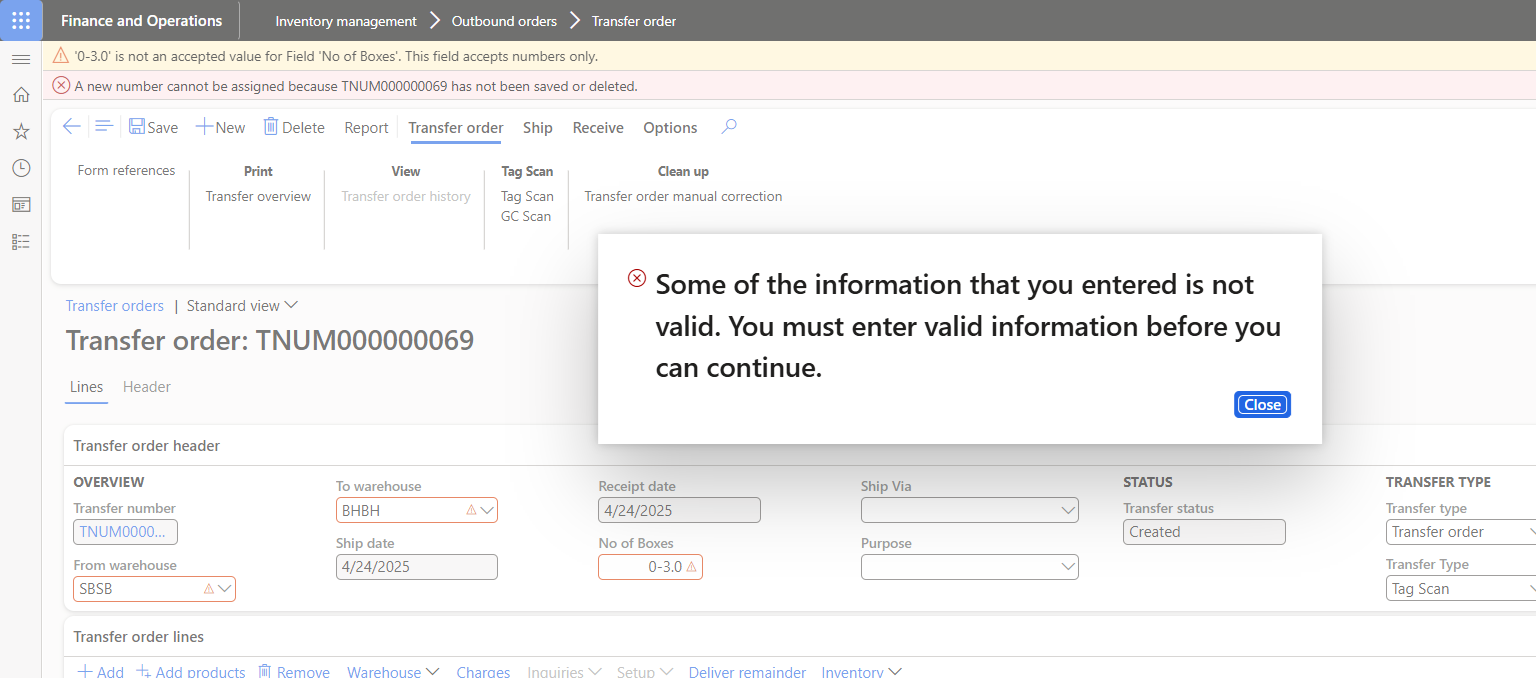 Finance and Operations
Inventory management
Outbound orders
Transfer order
'0-3.0' is not an accepted value for Field 'No of Boxes'. This field accepts numbers only.
A new number cannot be assigned because TNUM000000069 has not been saved or deleted.
Save
New
Delete
Report
Transfer order
Ship
Receive
Options
Form references
Print
Transfer overview
View
Transfer order history
Tag Scan
Tag Scan
GC Scan
Clean up
Transfer order manual correction
Some of the information that you entered is not
valid. You must enter valid information before you
can continue.
Close
Transfer orders | Standard view
Transfer order: TNUM000000069
Lines
Header
Transfer order header
OVERVIEW
Transfer number
TNUM0000...
From warehouse
SBSB
To warehouse
BHBH
Ship date
4/24/2025
Receipt date
4/24/2025
No of Boxes
0-3.0
Ship Via
Purpose
STATUS
Transfer status
Created
TRANSFER TYPE
Transfer type
Transfer order
Transfer Type
Tag Scan
Transfer order lines
Add
Add products
Remove
Warehouse
Charges
Inquiries
Setup
Deliver remainder
Inventory